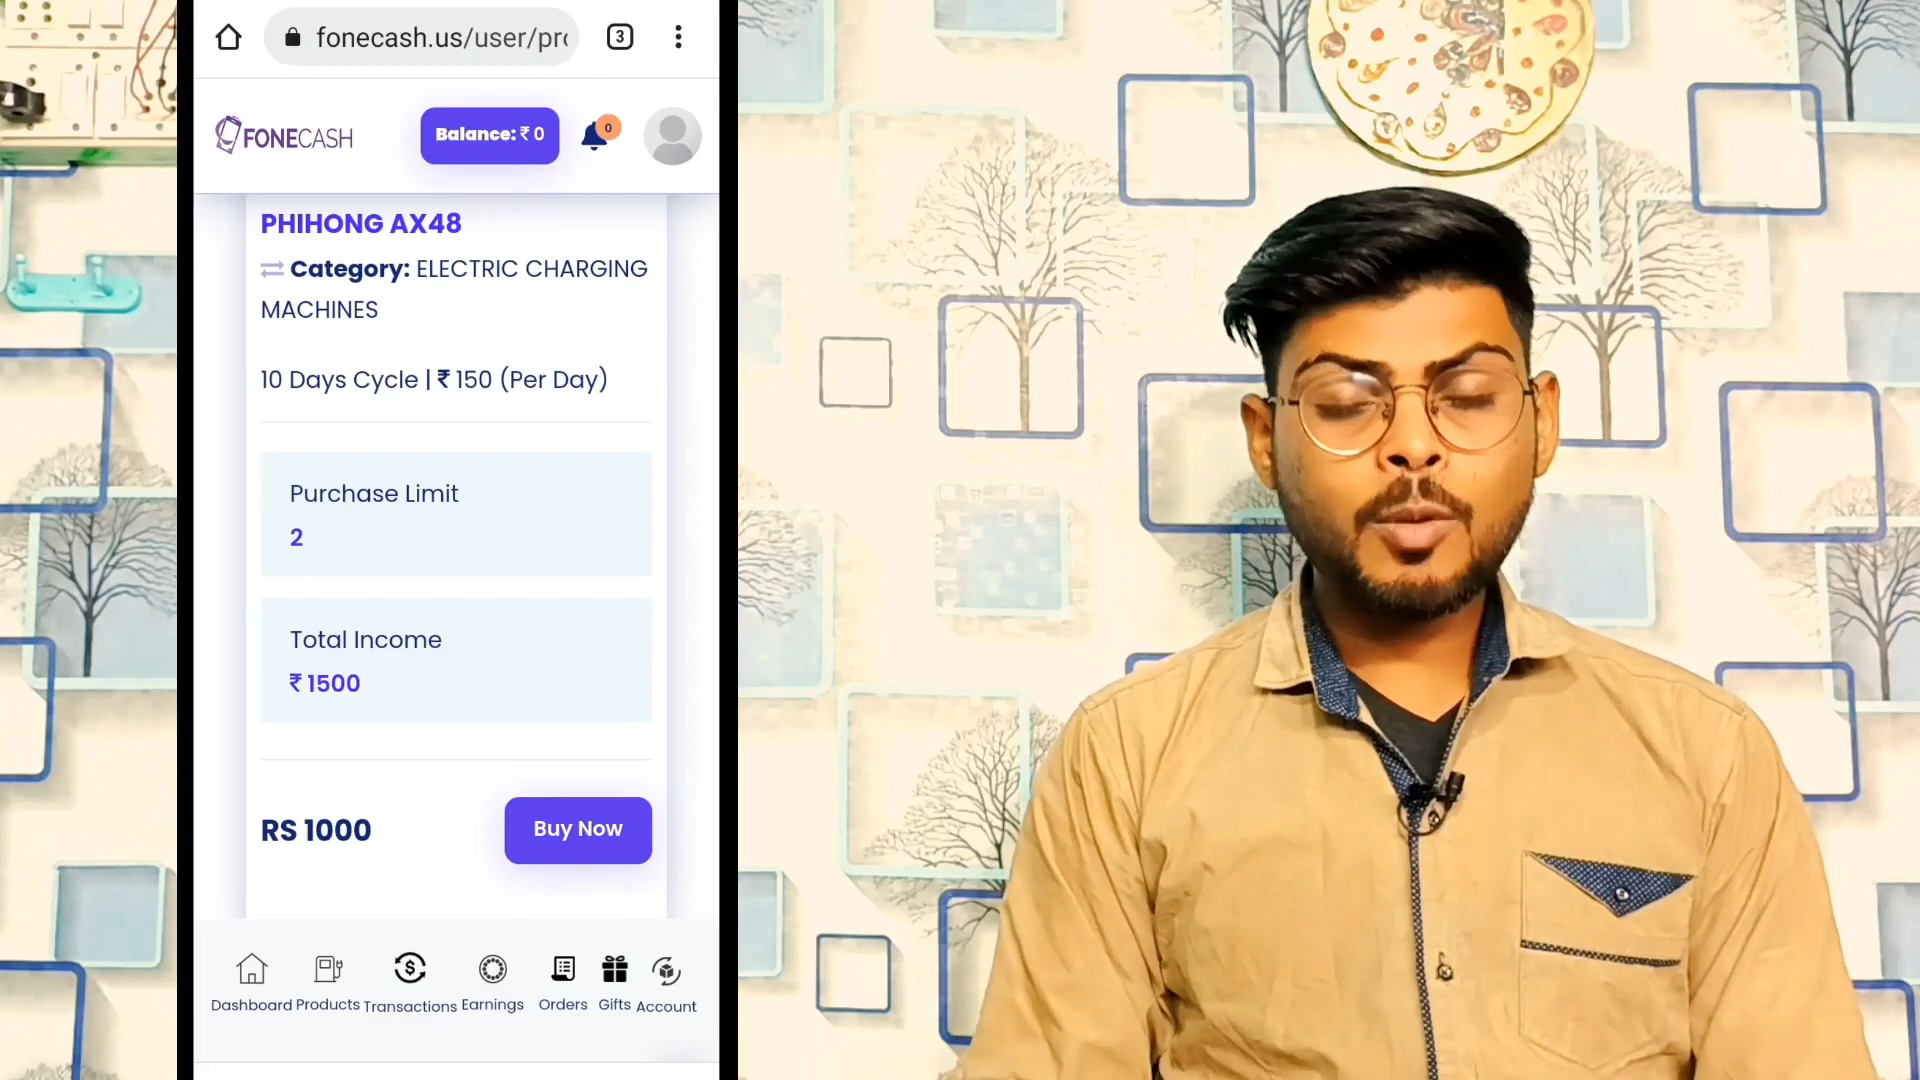 fonecash.us/user/pro
3
FONECASH
Balance: ₹ 0
0
PHIHONG AX48
Category: ELECTRIC CHARGING
MACHINES
10 Days Cycle | ₹ 150 (Per Day)
Purchase Limit
2
Total Income
₹ 1500
RS 1000
Buy Now
Dashboard Products Transactions Earnings Orders Gifts Account